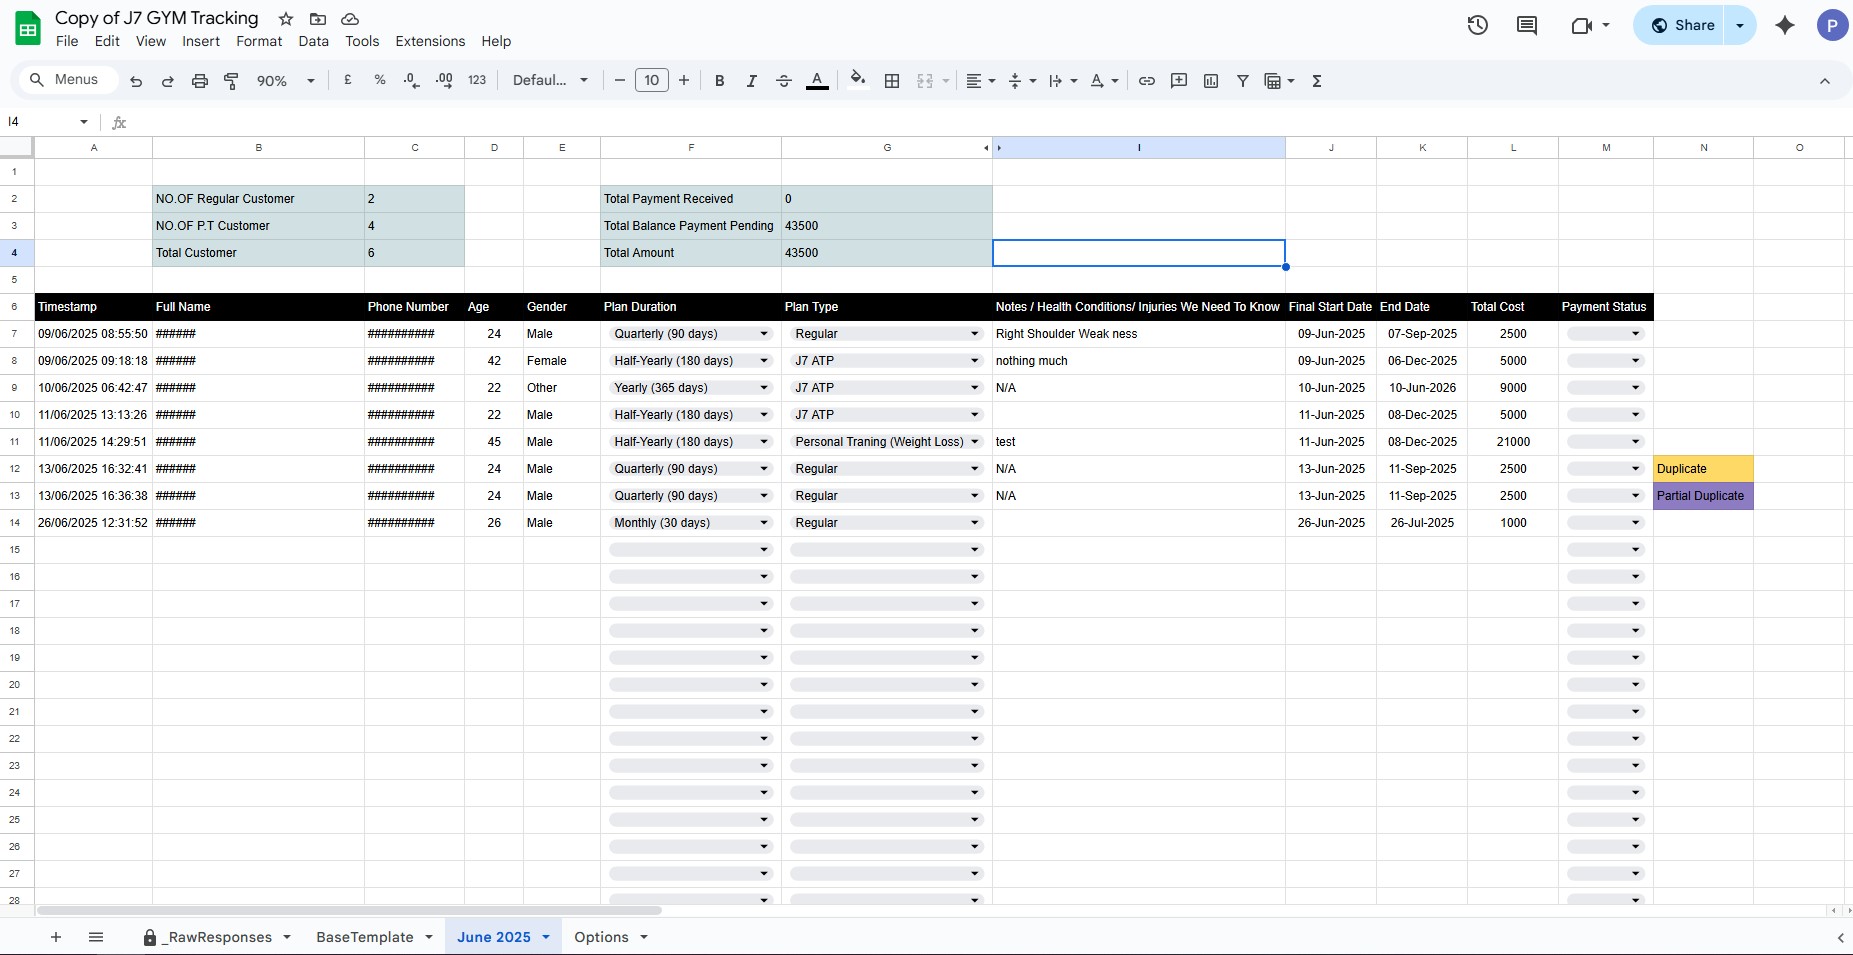 Copy of J7 GYM Tracking
File Edit View Insert Format Data Tools Extensions Help
Share
P
Menus 90% £ % .0 .00 123 Defaul... 10 B I A Σ
I4 fx
A B C D E F G I J K L M N O
1
2 NO.OF Regular Customer 2 Total Payment Received 0
3 NO.OF P.T Customer 4 Total Balance Payment Pending 43500
4 Total Customer 6 Total Amount 43500
5
6 Timestamp Full Name Phone Number Age Gender Plan Duration Plan Type Notes / Health Conditions/ Injuries We Need To Know Final Start Date End Date Total Cost Payment Status
7 09/06/2025 08:55:50 ###### ########## 24 Male Quarterly (90 days) Regular Right Shoulder Weak ness 09-Jun-2025 07-Sep-2025 2500
8 09/06/2025 09:18:18 ###### ########## 42 Female Half-Yearly (180 days) J7 ATP nothing much 09-Jun-2025 06-Dec-2025 5000
9 10/06/2025 06:42:47 ###### ########## 22 Other Yearly (365 days) J7 ATP N/A 10-Jun-2025 10-Jun-2026 9000
10 11/06/2025 13:13:26 ###### ########## 22 Male Half-Yearly (180 days) J7 ATP 11-Jun-2025 08-Dec-2025 5000
11 11/06/2025 14:29:51 ###### ########## 45 Male Half-Yearly (180 days) Personal Traning (Weight Loss) test 11-Jun-2025 08-Dec-2025 21000
12 13/06/2025 16:32:41 ###### ########## 24 Male Quarterly (90 days) Regular N/A 13-Jun-2025 11-Sep-2025 2500 Duplicate
13 13/06/2025 16:36:38 ###### ########## 24 Male Quarterly (90 days) Regular N/A 13-Jun-2025 11-Sep-2025 2500 Partial Duplicate
14 26/06/2025 12:31:52 ###### ########## 26 Male Monthly (30 days) Regular 26-Jun-2025 26-Jul-2025 1000
15
16
17
18
19
20
21
22
23
24
25
26
27
28
_RawResponses BaseTemplate June 2025 Options